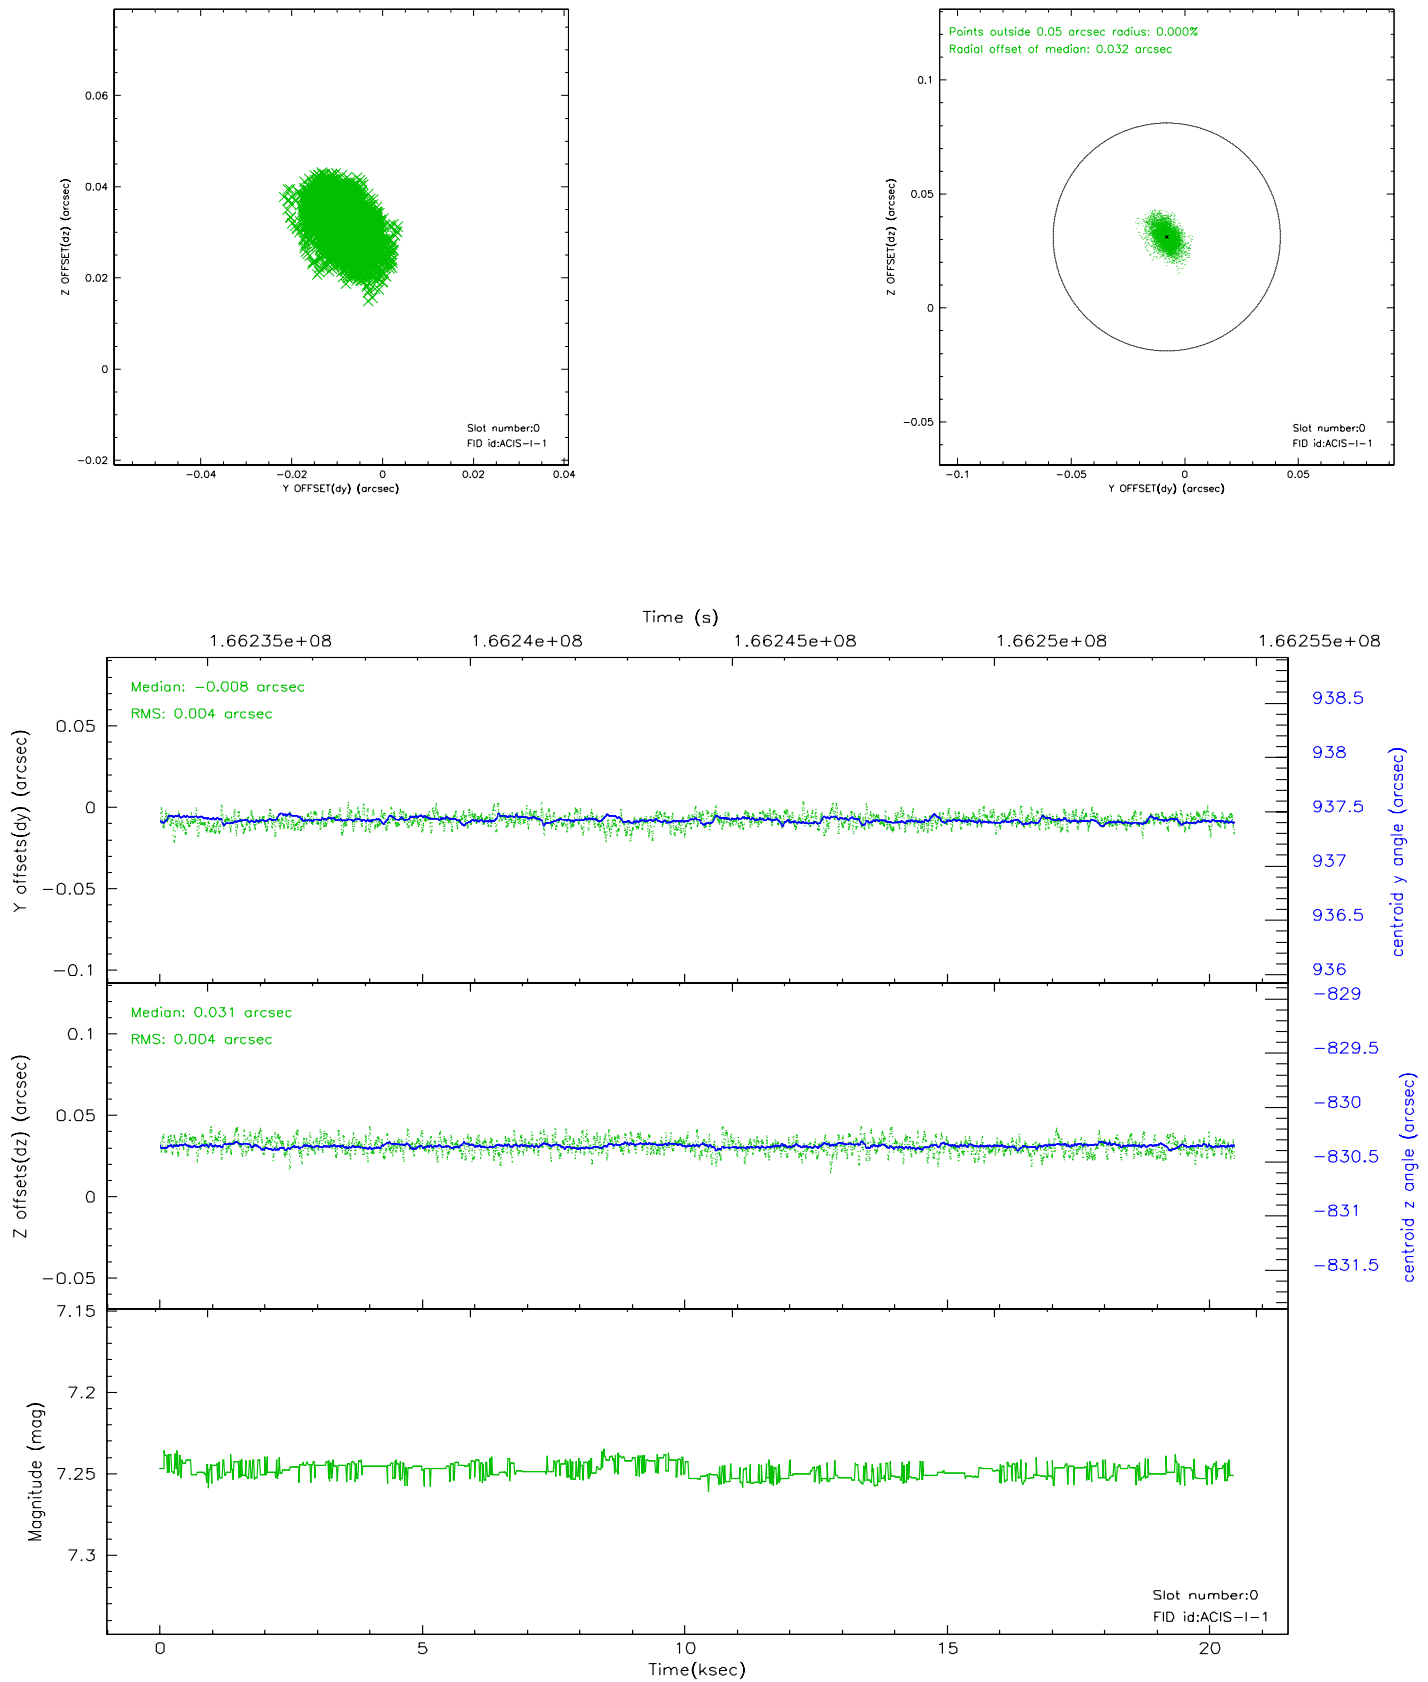 0.06
0.04
0.02
0
-0.02
-0.04
-0.02
0
0.02
0.04
Z OFFSET(dz) (arcsec)
Y OFFSET(dy) (arcsec)
Slot number:0
FID id:ACIS-I-1
Points outside 0.05 arcsec radius: 0.000%
Radial offset of median: 0.032 arcsec
0.1
0.05
0
-0.05
-0.1
-0.05
0
0.05
Z OFFSET(dz) (arcsec)
Y OFFSET(dy) (arcsec)
Slot number:0
FID id:ACIS-I-1
Time (s)
1.66235e+08
1.6624e+08
1.66245e+08
1.6625e+08
1.66255e+08
Median: -0.008 arcsec
RMS: 0.004 arcsec
0.05
0
-0.05
-0.1
Y offsets(dy) (arcsec)
938.5
938
937.5
937
936.5
936
centroid y angle (arcsec)
Median: 0.031 arcsec
RMS: 0.004 arcsec
0.1
0.05
0
-0.05
Z offsets(dz) (arcsec)
-829
-829.5
-830
-830.5
-831
-831.5
centroid z angle (arcsec)
7.15
7.2
7.25
7.3
Magnitude (mag)
Slot number:0
FID id:ACIS-I-1
0
5
10
15
20
Time(ksec)